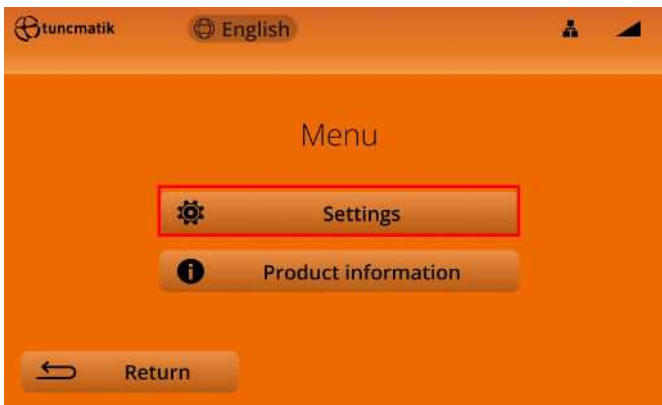 tuncmatik
English
Menu
Settings
Product information
Return